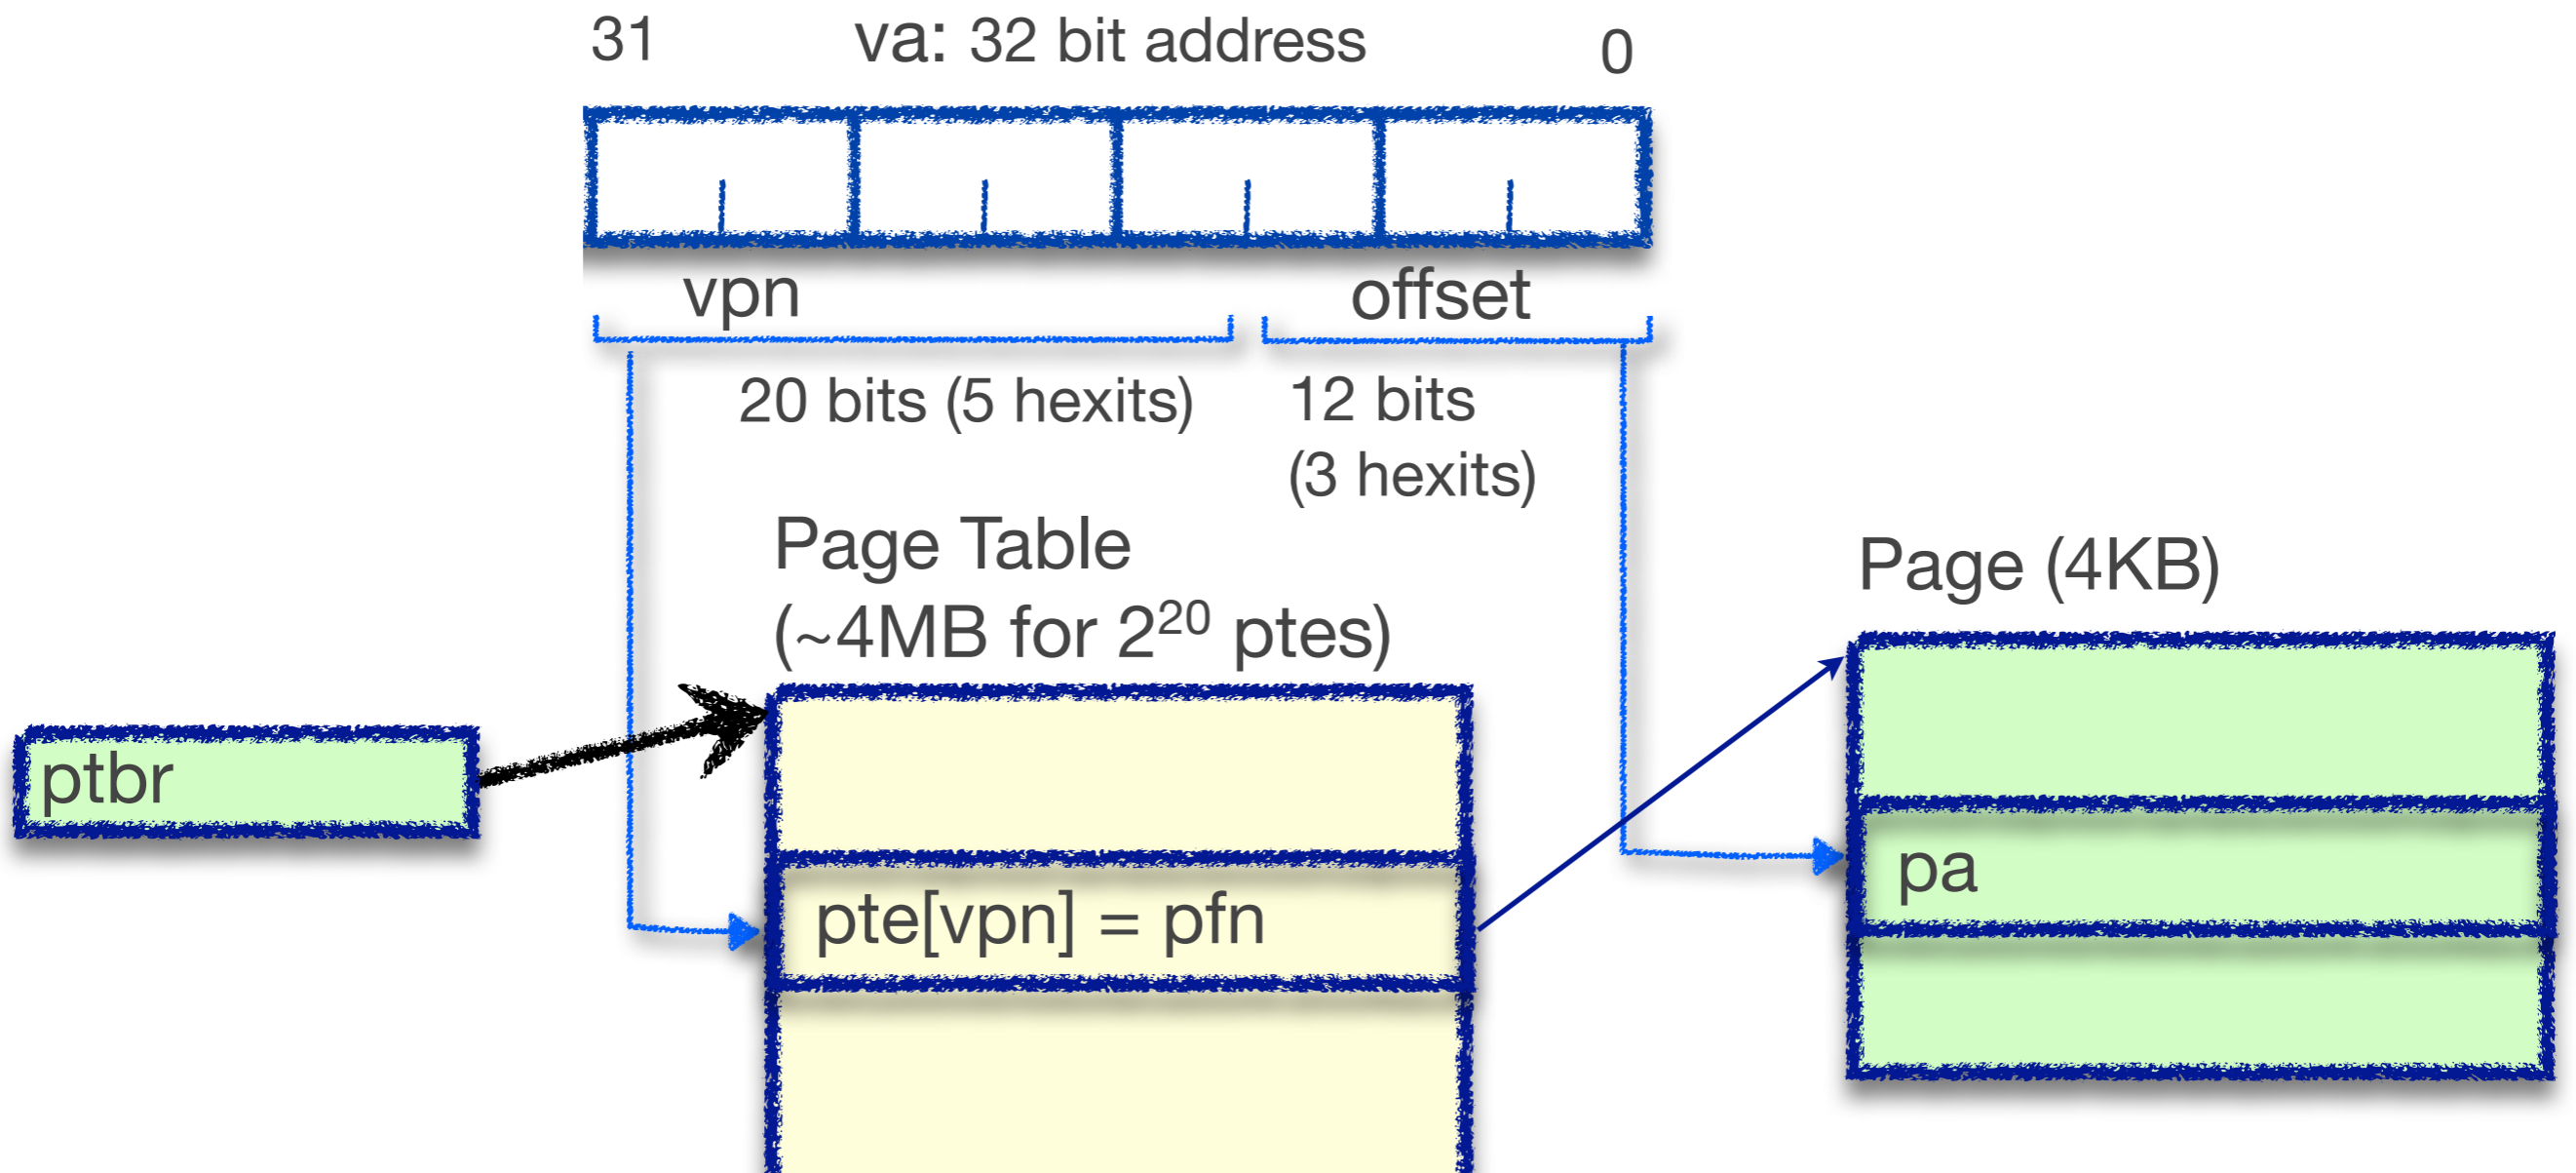 31 va: 32 bit address 0
vpn offset
20 bits (5 hexits) 12 bits
(3 hexits)
Page Table
(~4MB for 2²⁰ ptes)
Page (4KB)
ptbr
pte[vpn] = pfn
pa